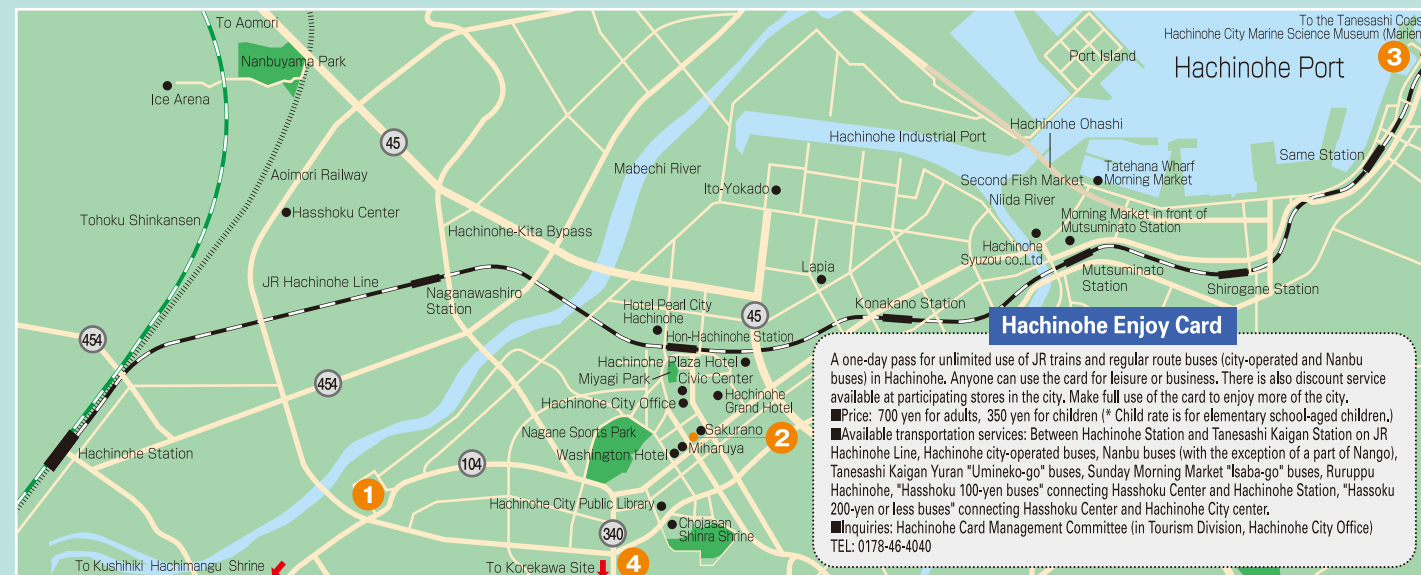 To Aomori
Nanbuyama Park
Ice Arena
45
Aoimori Railway
Hasshoku Center
Tohoku Shinkansen
JR Hachinohe Line
Naganawashiro
Station
Hachinohe-Kita Bypass
Mabechi River
454
454
Hachinohe Station
1
104
To Kushihiki Hachimangu Shrine
To the Tanesashi Coas
Hachinohe City Marine Science Museum (Marien
3
Hachinohe Port
Port Island
Hachinohe Ohashi
Hachinohe Industrial Port
Same Station
Second Fish Market
Tatehana Wharf
Morning Market
Niida River
Morning Market in front of
Mutsuminato Station
Hachinohe
Syuzou co.,Ltd
Mutsuminato
Station
Shirogane Station
Ito-Yokado
Lapia
Konakano Station
45
Hotel Pearl City
Hachinohe
Hon-Hachinohe Station
Hachinohe Plaza Hotel
Miyagi Park
Civic Center
Hachinohe City Office
Hachinohe
Grand Hotel
Nagane Sports Park
Sakurano
2
Washington Hotel
Miharuya
Hachinohe City Public Library
Chojasan
Shinra Shrine
340
4
To Korekawa Site
Hachinohe Enjoy Card
A one-day pass for unlimited use of JR trains and regular route buses (city-operated and Nanbu
buses) in Hachinohe. Anyone can use the card for leisure or business. There is also discount service
available at participating stores in the city. Make full use of the card to enjoy more of the city.
■Price: 700 yen for adults, 350 yen for children (* Child rate is for elementary school-aged children.)
■Available transportation services: Between Hachinohe Station and Tanesashi Kaigan Station on JR
Hachinohe Line, Hachinohe city-operated buses, Nanbu buses (with the exception of a part of Nango),
Tanesashi Kaigan Yuran "Umineko-go" buses, Sunday Morning Market "Isaba-go" buses, Ruruppu
Hachinohe, "Hasshoku 100-yen buses" connecting Hasshoku Center and Hachinohe Station, "Hassoku
200-yen or less buses" connecting Hasshoku Center and Hachinohe City center.
■Inquiries: Hachinohe Card Management Committee (in Tourism Division, Hachinohe City Office)
TEL: 0178-46-4040